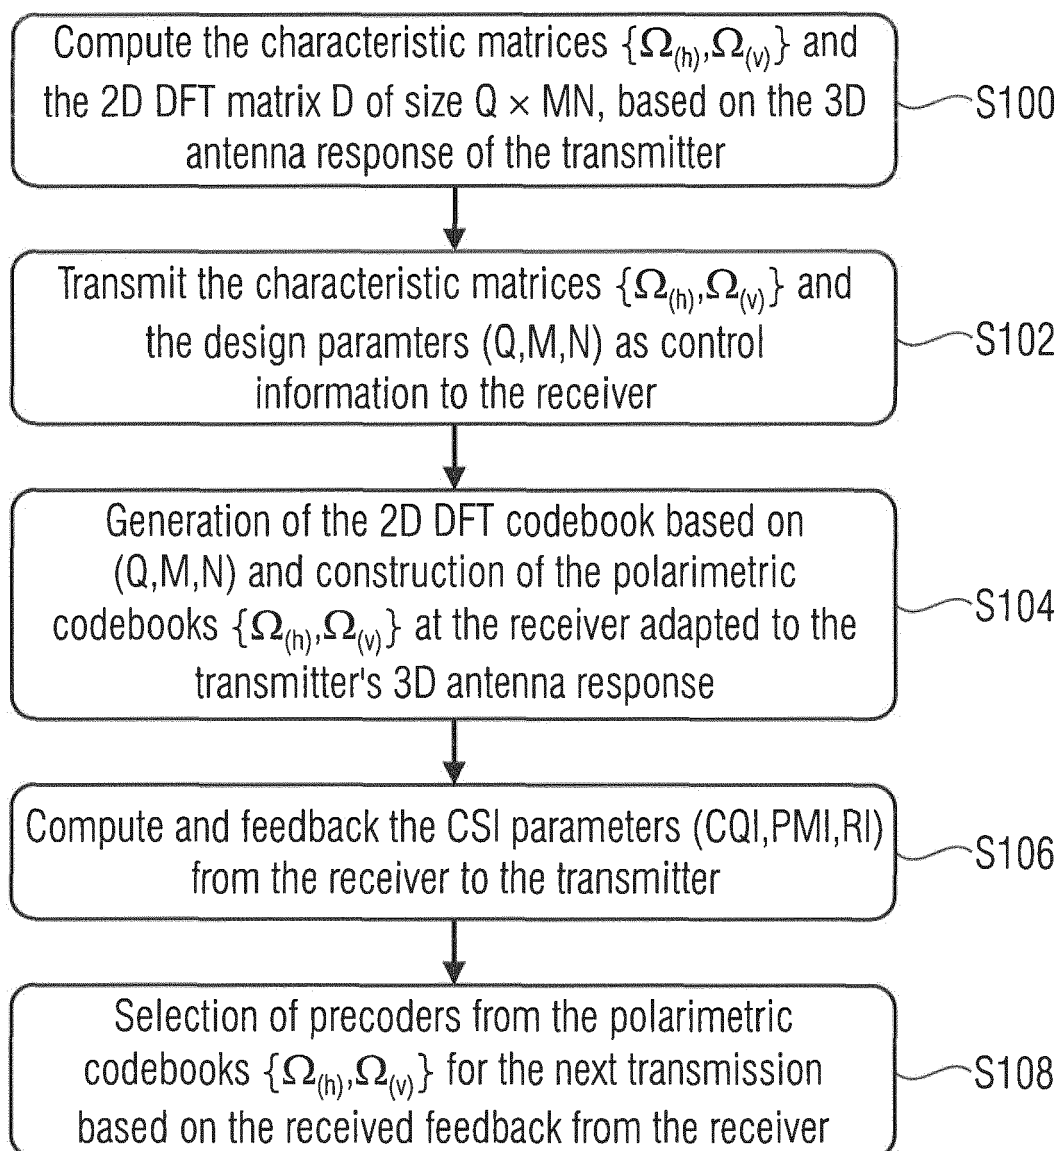 Compute the characteristic matrices {Ω(h),Ω(v)} and
the 2D DFT matrix D of size Q × MN, based on the 3D
antenna response of the transmitter
S100
Transmit the characteristic matrices {Ω(h),Ω(v)} and
the design paramters (Q,M,N) as control
information to the receiver
S102
Generation of the 2D DFT codebook based on
(Q,M,N) and construction of the polarimetric
codebooks {Ω(h),Ω(v)} at the receiver adapted to the
transmitter's 3D antenna response
S104
Compute and feedback the CSI parameters (CQI,PMI,RI)
from the receiver to the transmitter
S106
Selection of precoders from the polarimetric
codebooks {Ω(h),Ω(v)} for the next transmission
based on the received feedback from the receiver
S108